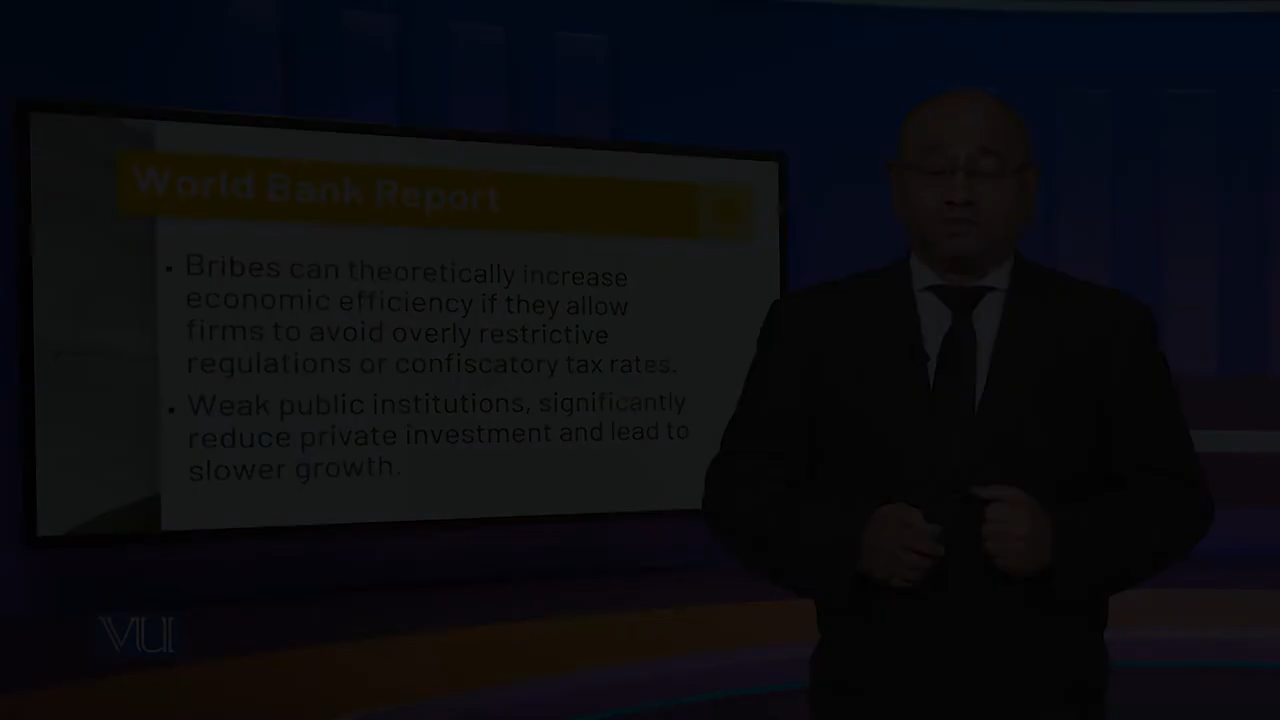 World Bank Report
• Bribes can theoretically increase
economic efficiency if they allow
firms to avoid overly restrictive
regulations or confiscatory tax rates.
• Weak public institutions, significantly
reduce private investment and lead to
slower growth.
VU